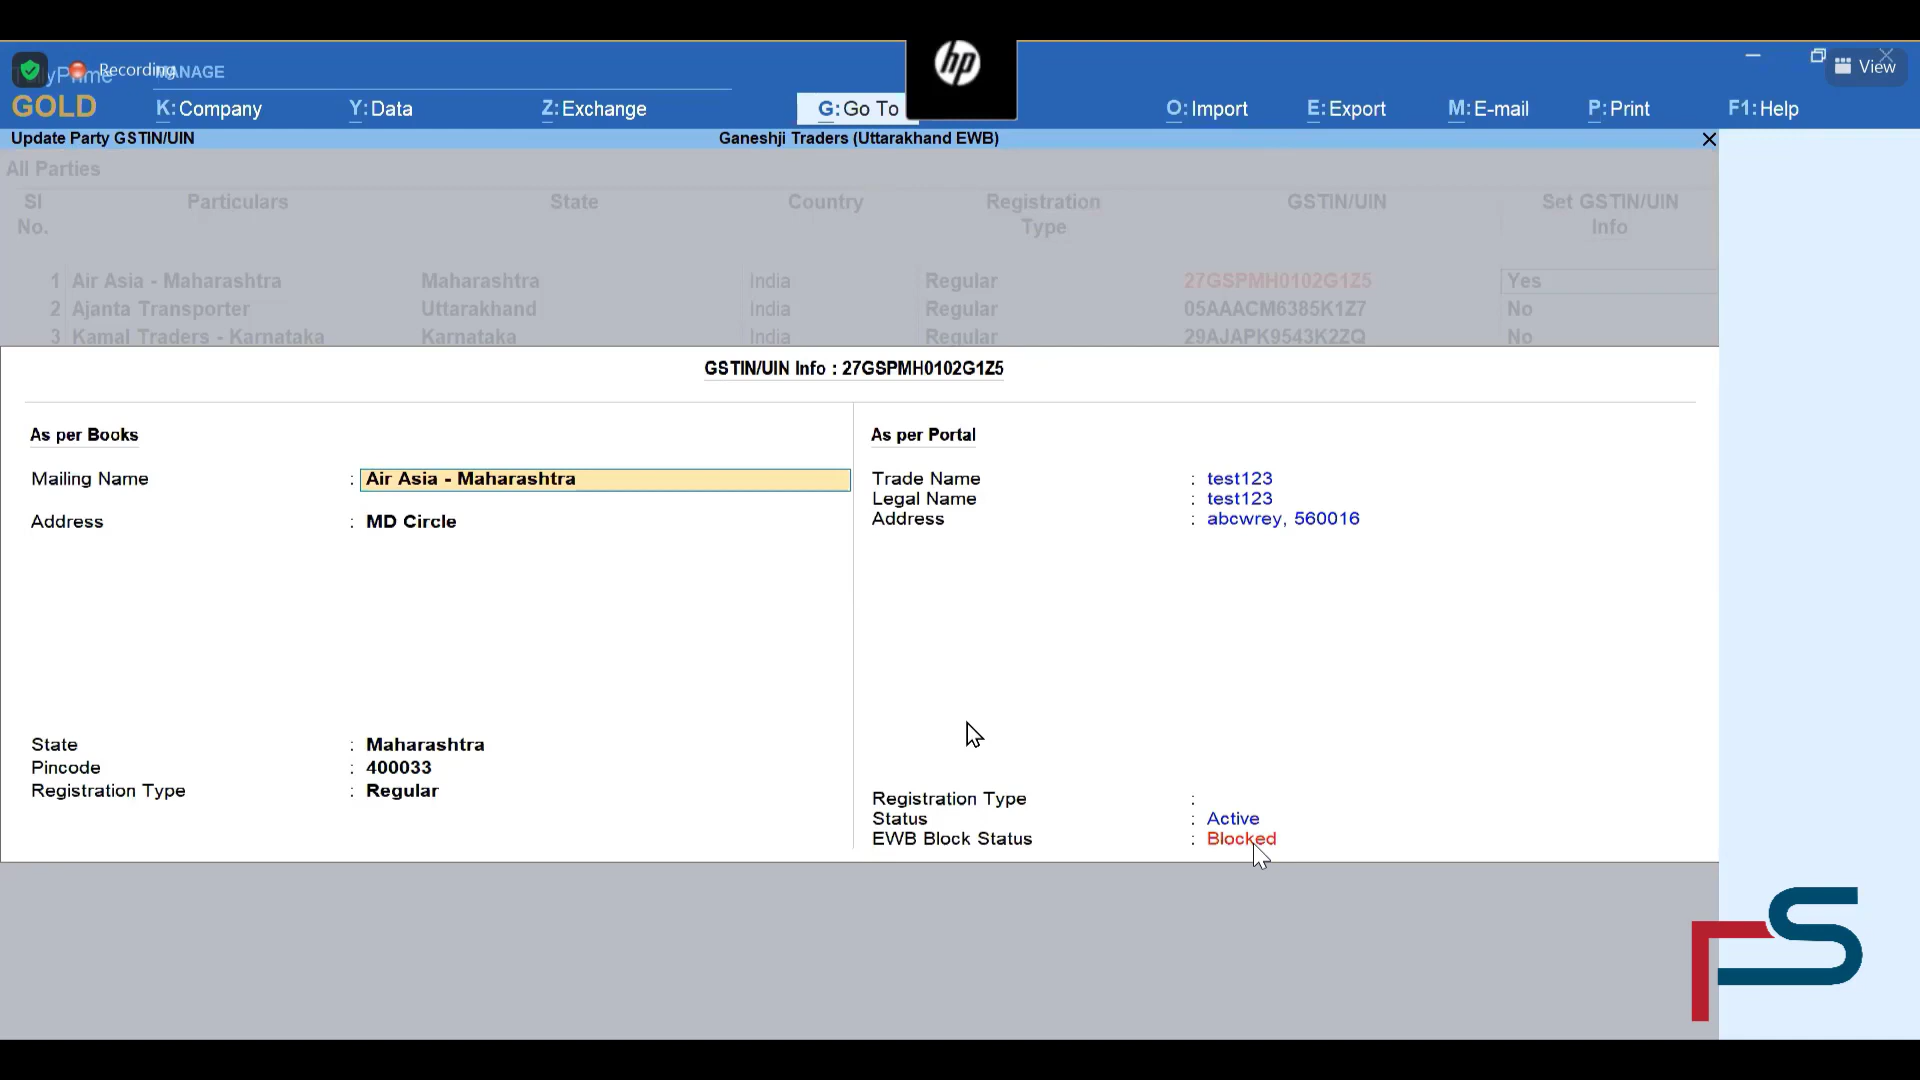 hp
TallyPrime
Recording
MANAGE
View
GOLD
K:Company
Y:Data
Z:Exchange
G:Go To
O:Import
E:Export
M:E-mail
P:Print
F1:Help
Update Party GSTIN/UIN
Ganeshji Traders (Uttarakhand EWB)
All Parties
Sl No.
Particulars
State
Country
Registration Type
GSTIN/UIN
Set GSTIN/UIN Info
1 Air Asia - Maharashtra Maharashtra India Regular 27GSPMH0102G1Z5 Yes
2 Ajanta Transporter Uttarakhand India Regular 05AAACM6385K1Z7 No
3 Kamal Traders - Karnataka Karnataka India Regular 29AJAPK9543K2ZQ No
GSTIN/UIN Info : 27GSPMH0102G1Z5
As per Books
Mailing Name : Air Asia - Maharashtra
Address : MD Circle
State : Maharashtra
Pincode : 400033
Registration Type : Regular
As per Portal
Trade Name : test123
Legal Name : test123
Address : abcwrey, 560016
Registration Type :
Status : Active
EWB Block Status : Blocked